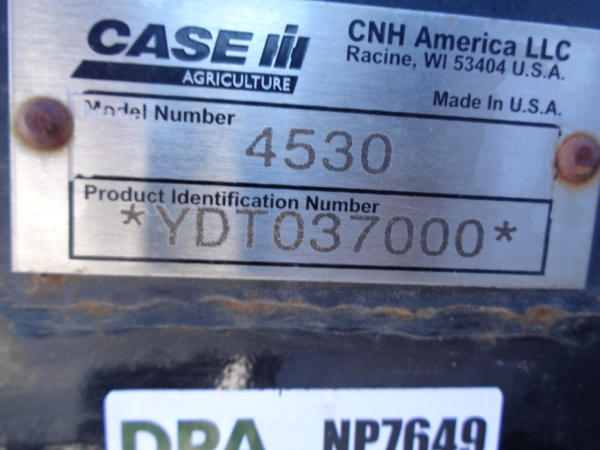 CASE IH
AGRICULTURE
CNH America LLC
Racine, WI 53404 U.S.A.
Made In U.S.A.
Model Number
4530
Product Identification Number
*YDT037000*
DPA NP7649